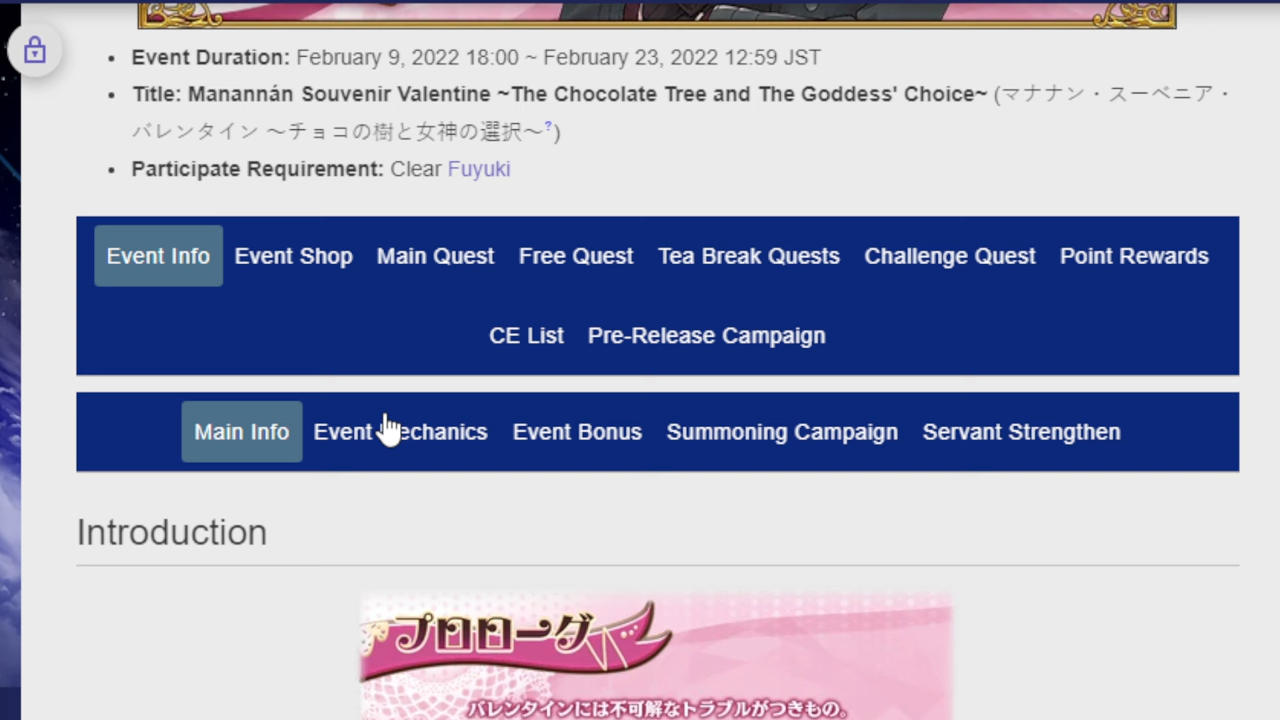 Event Duration: February 9, 2022 18:00 ~ February 23, 2022 12:59 JST
Title: Manannán Souvenir Valentine ~The Chocolate Tree and The Goddess' Choice~ (マナナン・スーベニア・
バレンタイン ～チョコの樹と女神の選択～?)
Participate Requirement: Clear Fuyuki
Event Info Event Shop Main Quest Free Quest Tea Break Quests Challenge Quest Point Rewards
CE List Pre-Release Campaign
Main Info Event Mechanics Event Bonus Summoning Campaign Servant Strengthen
Introduction
プロローグ
バレンタインには不可解なトラブルがつきもの。